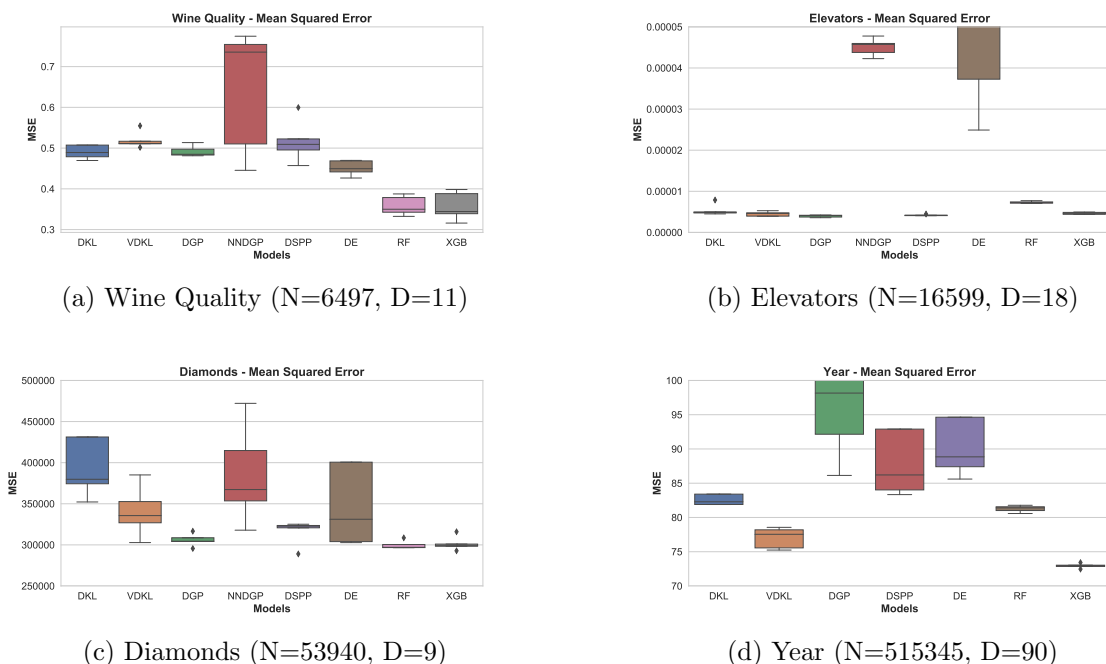 Wine Quality - Mean Squared Error
0.7
0.6
0.5
0.4
0.3
MSE
DKL VDKL DGP NNDGP DSPP DE RF XGB
Models
(a) Wine Quality (N=6497, D=11)
Elevators - Mean Squared Error
0.00005
0.00004
0.00003
0.00002
0.00001
0.00000
MSE
DKL VDKL DGP NNDGP DSPP DE RF XGB
Models
(b) Elevators (N=16599, D=18)
Diamonds - Mean Squared Error
500000
450000
400000
350000
300000
250000
MSE
DKL VDKL DGP NNDGP DSPP DE RF XGB
Models
(c) Diamonds (N=53940, D=9)
Year - Mean Squared Error
100
95
90
85
80
75
70
MSE
DKL VDKL DGP DSPP DE RF XGB
Models
(d) Year (N=515345, D=90)